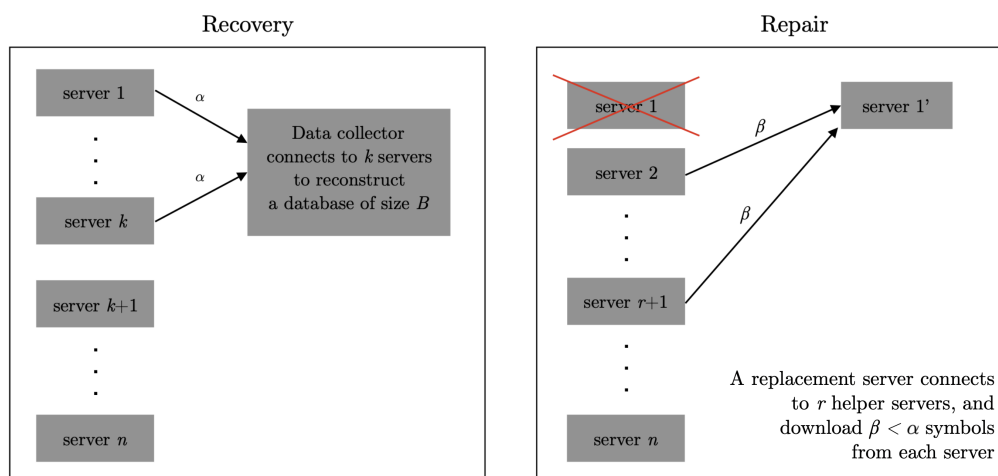 Recovery
server 1
α
Data collector
connects to k servers
to reconstruct
a database of size B
α
server k
server k+1
server n
Repair
server 1
server 1’
β
server 2
β
server r+1
A replacement server connects
to r helper servers, and
download β < α symbols
from each server
server n